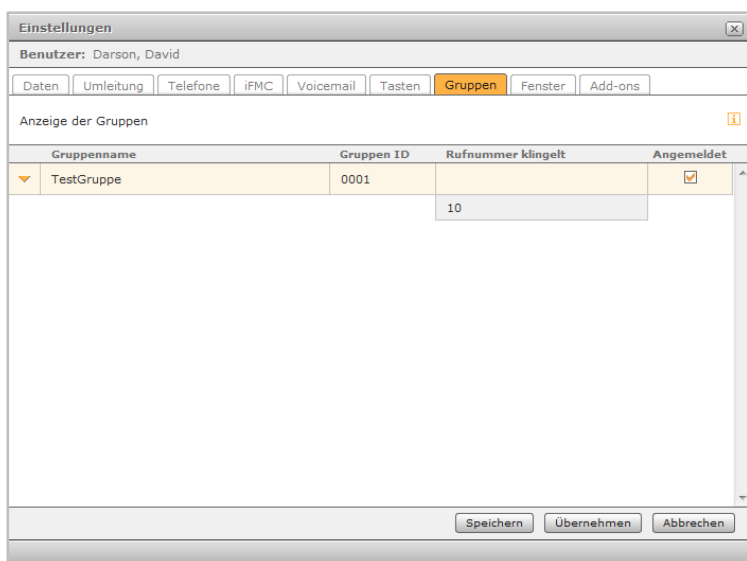 Einstellungen
Benutzer: Darson, David
Daten Umleitung Telefone iFMC Voicemail Tasten Gruppen Fenster Add-ons
Anzeige der Gruppen
Gruppenname Gruppen ID Rufnummer klingelt Angemeldet
TestGruppe 0001
10
Speichern Übernehmen Abbrechen